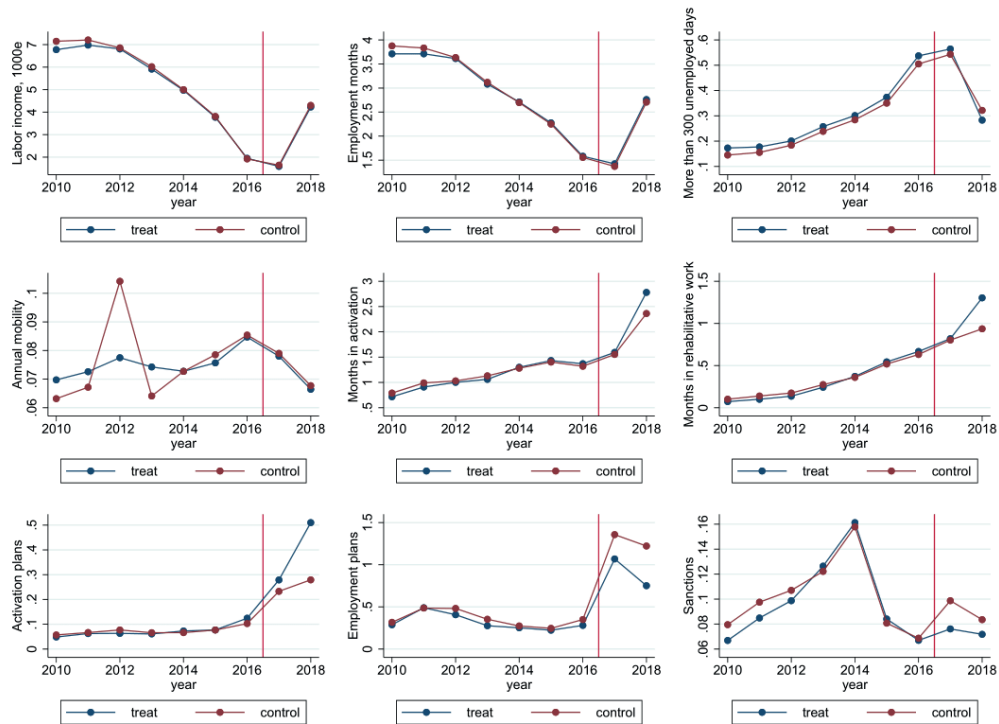 Labor income, 1000e
7
6
5
4
3
2
2010 2012 2014 2016 2018
year
treat control
Employment months
4
3.5
3
2.5
2
1.5
2010 2012 2014 2016 2018
year
treat control
More than 300 unemployed days
.6
.5
.4
.3
.2
.1
2010 2012 2014 2016 2018
year
treat control
Annual mobility
.1
.09
.08
.07
.06
2010 2012 2014 2016 2018
year
treat control
Months in activation
3
2.5
2
1.5
1
.5
2010 2012 2014 2016 2018
year
treat control
Months in rehabilitative work
1.5
1
.5
0
2010 2012 2014 2016 2018
year
treat control
Activation plans
.5
.4
.3
.2
.1
0
2010 2012 2014 2016 2018
year
treat control
Employment plans
1.5
1
.5
0
2010 2012 2014 2016 2018
year
treat control
Sanctions
.16
.14
.12
.1
.08
.06
2010 2012 2014 2016 2018
year
treat control